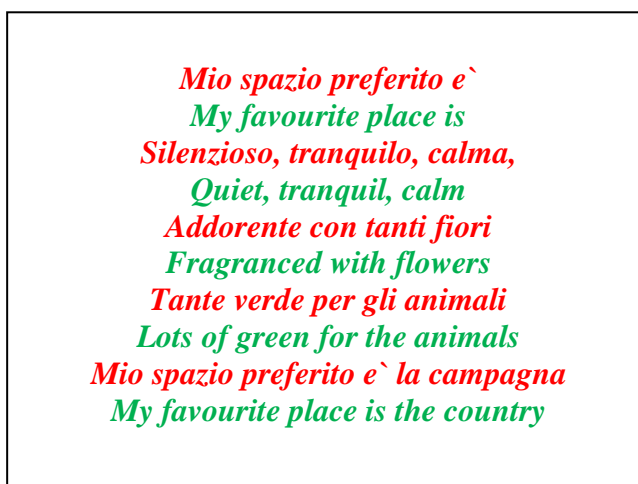 Mio spazio preferito e`
My favourite place is
Silenzioso, tranquilo, calma,
Quiet, tranquil, calm
Addorente con tanti fiori
Fragranced with flowers
Tante verde per gli animali
Lots of green for the animals
Mio spazio preferito e` la campagna
My favourite place is the country